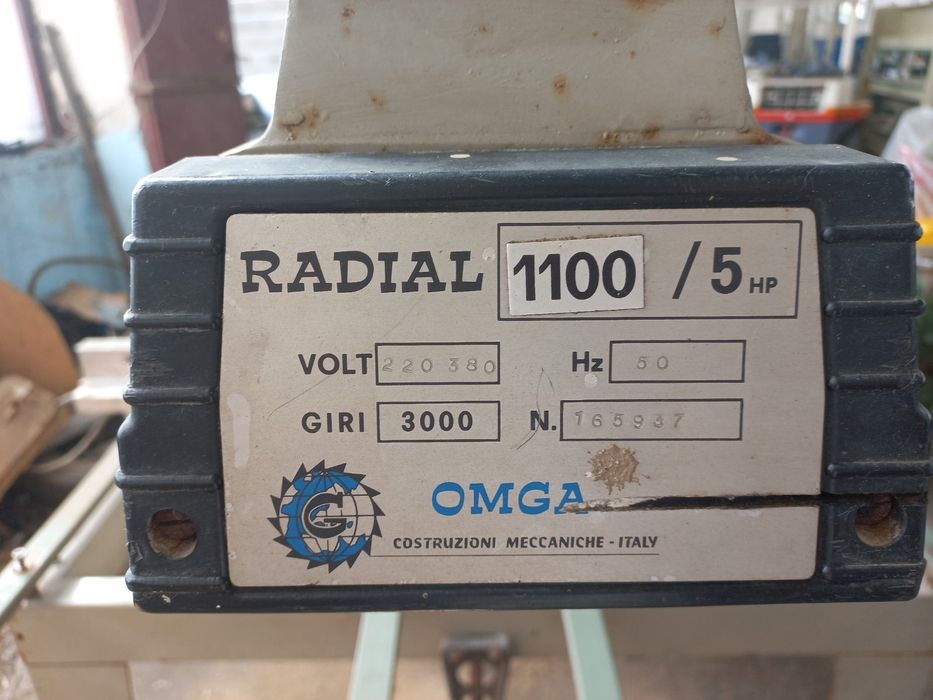 RADIAL 1100 / 5 HP
VOLT 220 380 Hz 50
GIRI 3000 N. 165937
G
OMGA
COSTRUZIONI MECCANICHE - ITALY